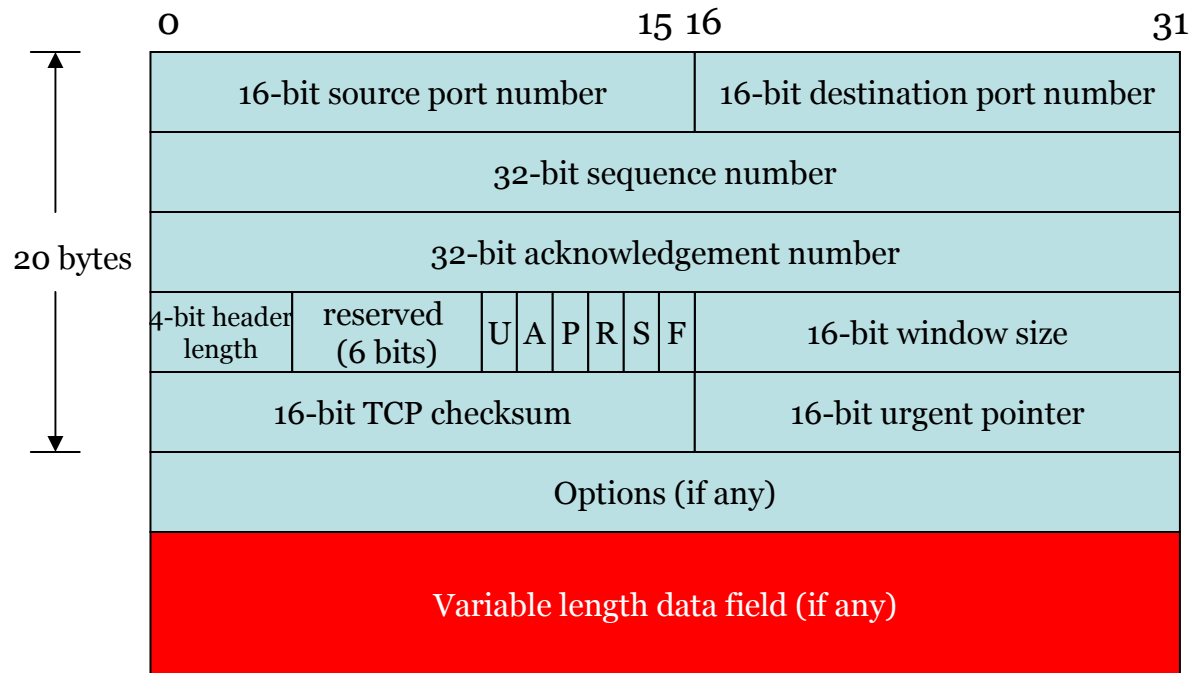 0 15 16 31
16-bit source port number 16-bit destination port number
32-bit sequence number
20 bytes
32-bit acknowledgement number
4-bit header
length
reserved
(6 bits)
U A P R S F
16-bit window size
16-bit TCP checksum 16-bit urgent pointer
Options (if any)
Variable length data field (if any)